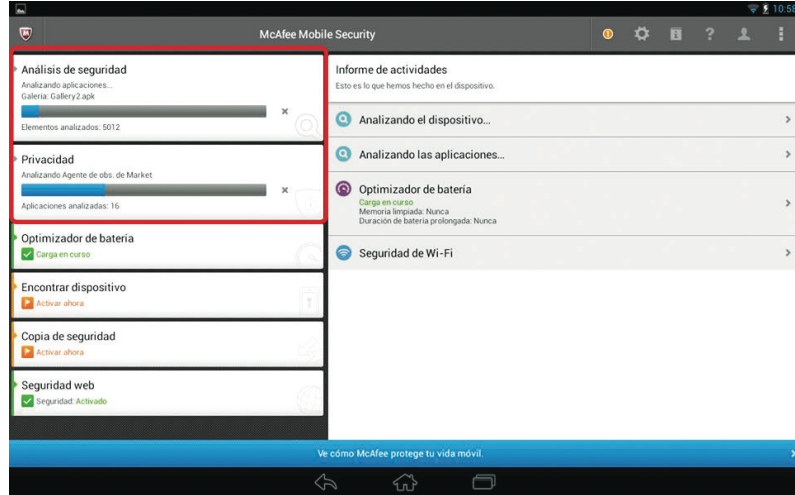 10:58
McAfee Mobile Security
Análisis de seguridad
Analizando aplicaciones...
Galería: Gallery2.apk
Elementos analizados: 5012
Privacidad
Analizando Agente de obs. de Market
Aplicaciones analizadas: 16
Optimizador de batería
Carga en curso
Encontrar dispositivo
Activar ahora
Copia de seguridad
Activar ahora
Seguridad web
Seguridad: Activado
Informe de actividades
Esto es lo que hemos hecho en el dispositivo.
Analizando el dispositivo...
Analizando las aplicaciones...
Optimizador de batería
Carga en curso
Memoria limpiada: Nunca
Duración de batería prolongada: Nunca
Seguridad de Wi-Fi
Ve cómo McAfee protege tu vida móvil.